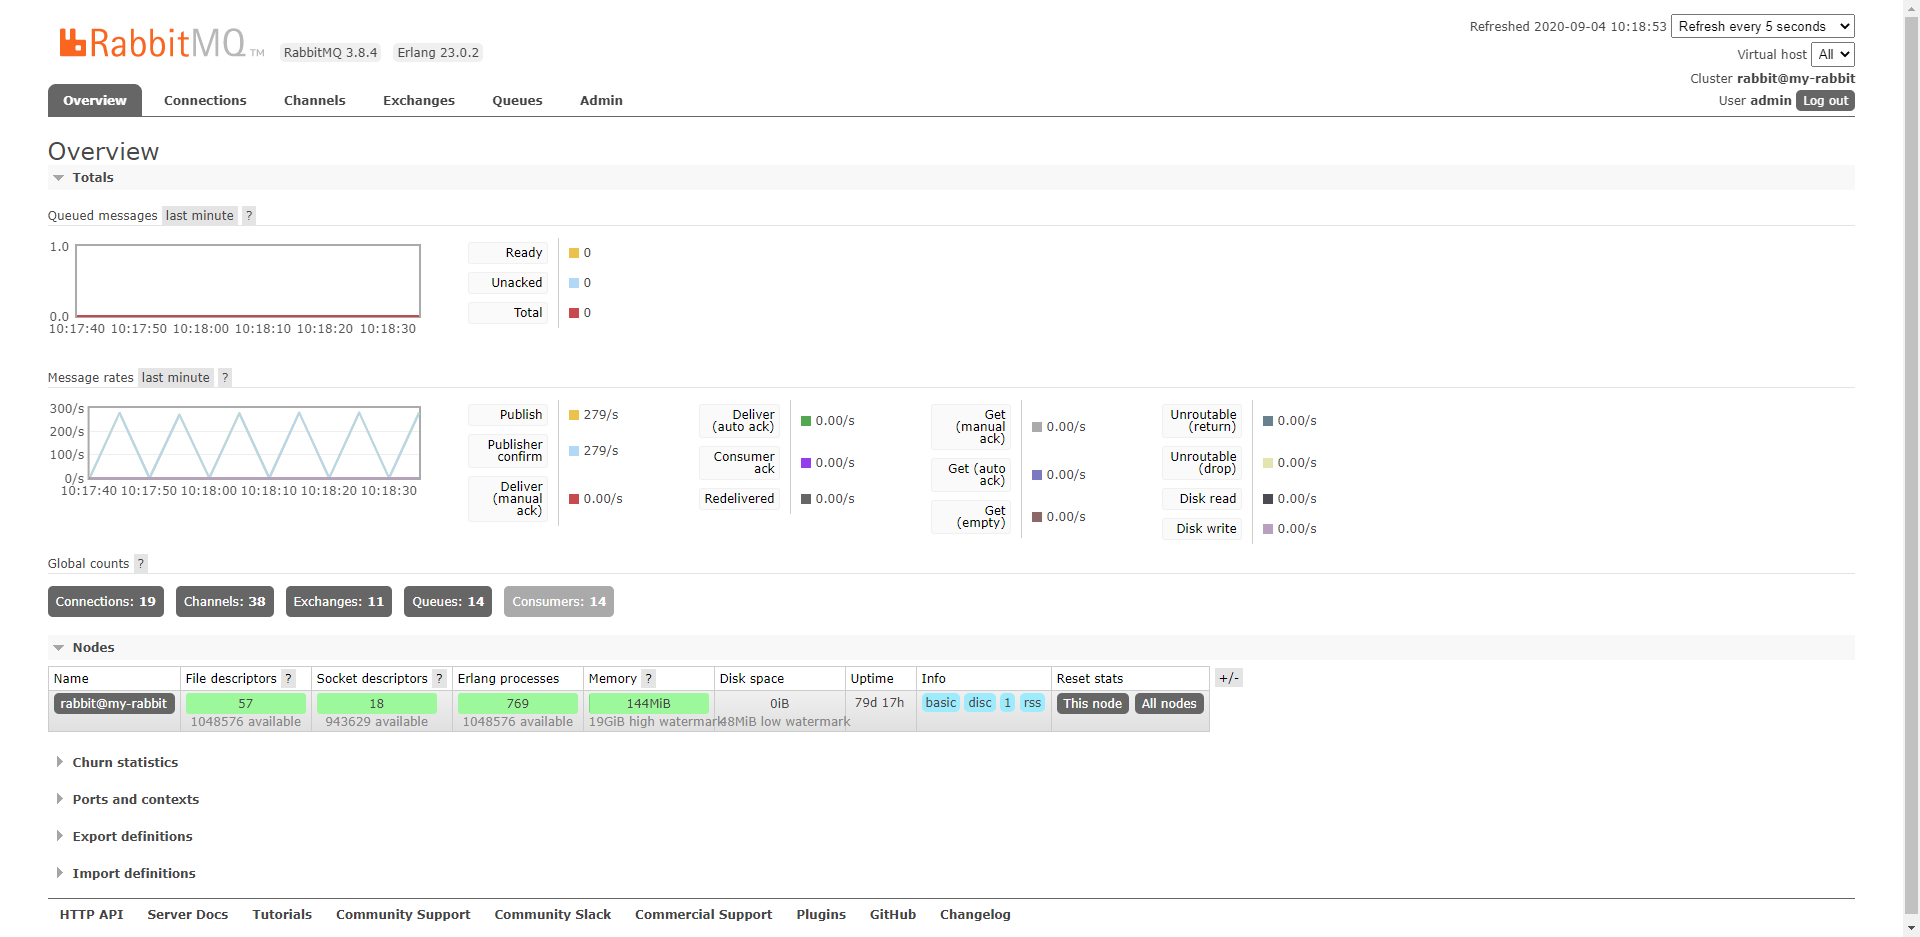 RabbitMQ TM RabbitMQ 3.8.4 Erlang 23.0.2
Refreshed 2020-09-04 10:18:53 Refresh every 5 seconds
Virtual host All
Cluster rabbit@my-rabbit
User admin Log out
Overview Connections Channels Exchanges Queues Admin
Overview
Totals
Queued messages last minute ?
1.0
0.0
10:17:40 10:17:50 10:18:00 10:18:10 10:18:20 10:18:30
Ready 0
Unacked 0
Total 0
Message rates last minute ?
300/s
200/s
100/s
0/s
10:17:40 10:17:50 10:18:00 10:18:10 10:18:20 10:18:30
Publish 279/s
Publisher
confirm 279/s
Deliver
(manual
ack) 0.00/s
Deliver
(auto ack) 0.00/s
Consumer
ack 0.00/s
Redelivered 0.00/s
Get
(manual
ack) 0.00/s
Get (auto
ack) 0.00/s
Get
(empty) 0.00/s
Unroutable
(return) 0.00/s
Unroutable
(drop) 0.00/s
Disk read 0.00/s
Disk write 0.00/s
Global counts ?
Connections: 19 Channels: 38 Exchanges: 11 Queues: 14 Consumers: 14
Nodes
Name File descriptors ? Socket descriptors ? Erlang processes Memory ? Disk space Uptime Info Reset stats +/-
rabbit@my-rabbit 57 18 769 144MiB 0iB 79d 17h basic disc 1 rss This node All nodes
1048576 available 943629 available 1048576 available 19GiB high watermark 48MiB low watermark
Churn statistics
Ports and contexts
Export definitions
Import definitions
HTTP API Server Docs Tutorials Community Support Community Slack Commercial Support Plugins GitHub Changelog